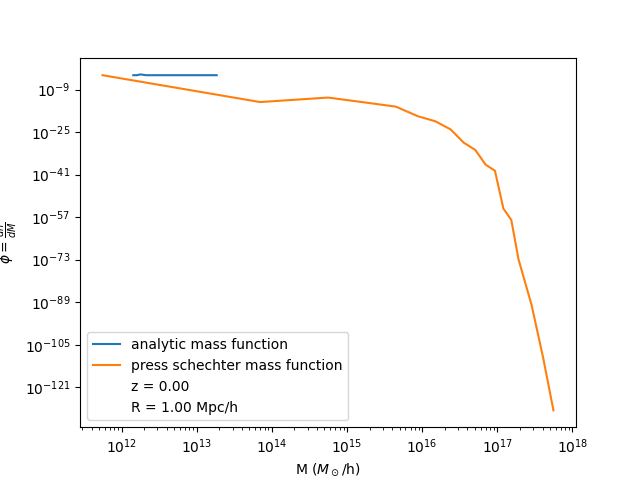 10^-9
10^-25
10^-41
10^-57
10^-73
10^-89
10^-105
10^-121
ϕ = dn/dM
analytic mass function
press schechter mass function
z = 0.00
R = 1.00 Mpc/h
10^12 10^13 10^14 10^15 10^16 10^17 10^18
M (M_⊙/h)